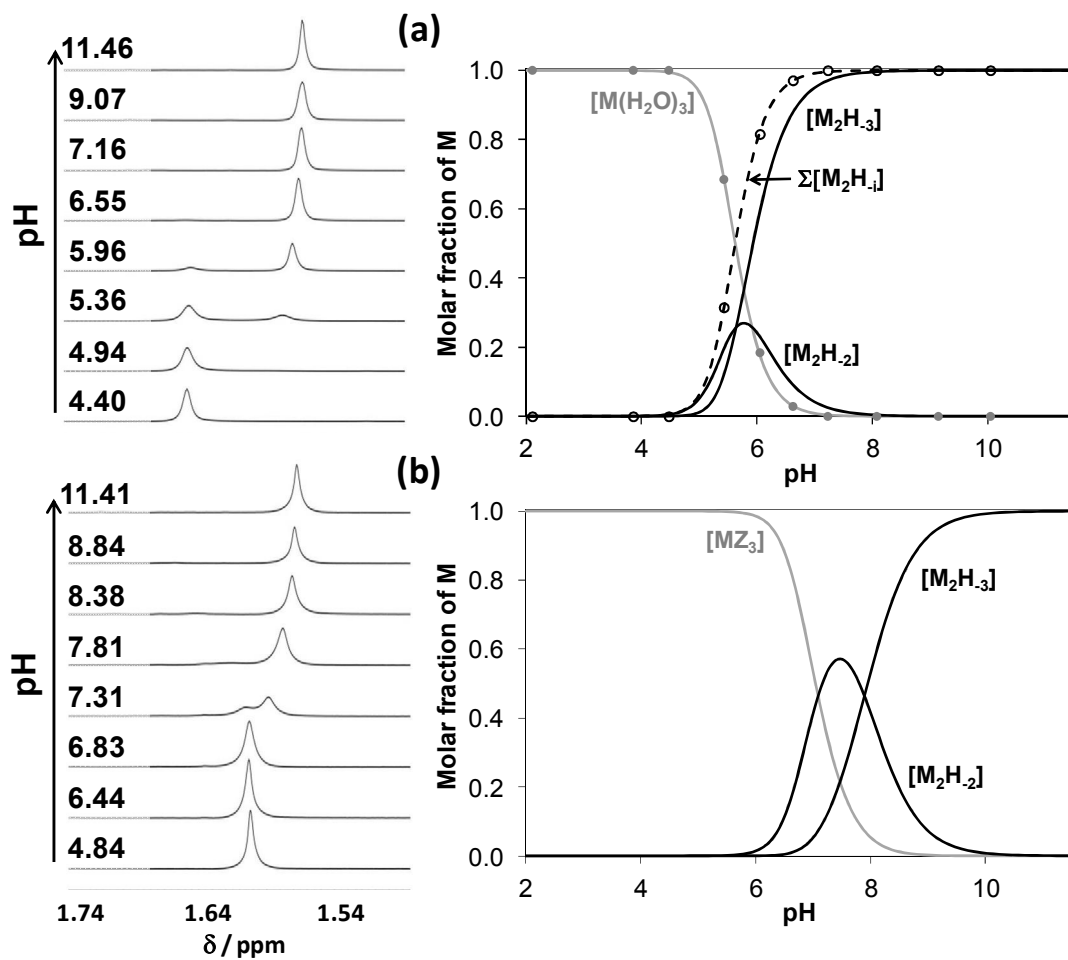 (a)
11.46
9.07
7.16
6.55
5.96
5.36
4.94
4.40
pH
1.0
0.8
0.6
0.4
0.2
0.0
Molar fraction of M
[M(H₂O)₃]
[M₂H₋₃]
Σ[M₂H₋ᵢ]
[M₂H₋₂]
2 4 6 8 10
pH
(b)
11.41
8.84
8.38
7.81
7.31
6.83
6.44
4.84
pH
1.74 1.64 1.54
δ / ppm
1.0
0.8
0.6
0.4
0.2
0.0
Molar fraction of M
[MZ₃]
[M₂H₋₃]
[M₂H₋₂]
2 4 6 8 10
pH